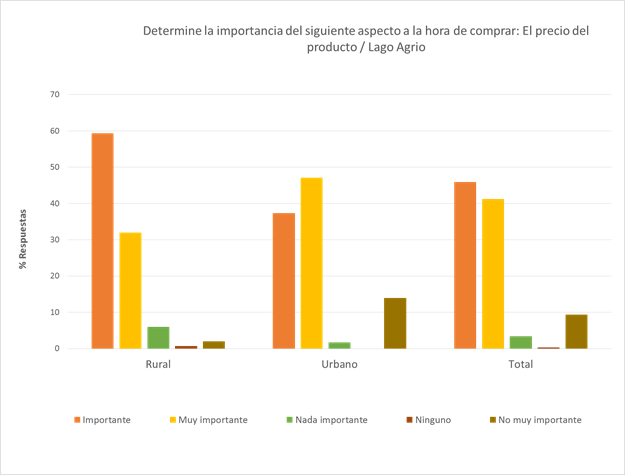 Determine la importancia del siguiente aspecto a la hora de comprar: El precio del
producto / Lago Agrio
70
60
50
40
30
20
10
0
% Respuestas
Rural Urbano Total
Importante Muy importante Nada importante Ninguno No muy importante